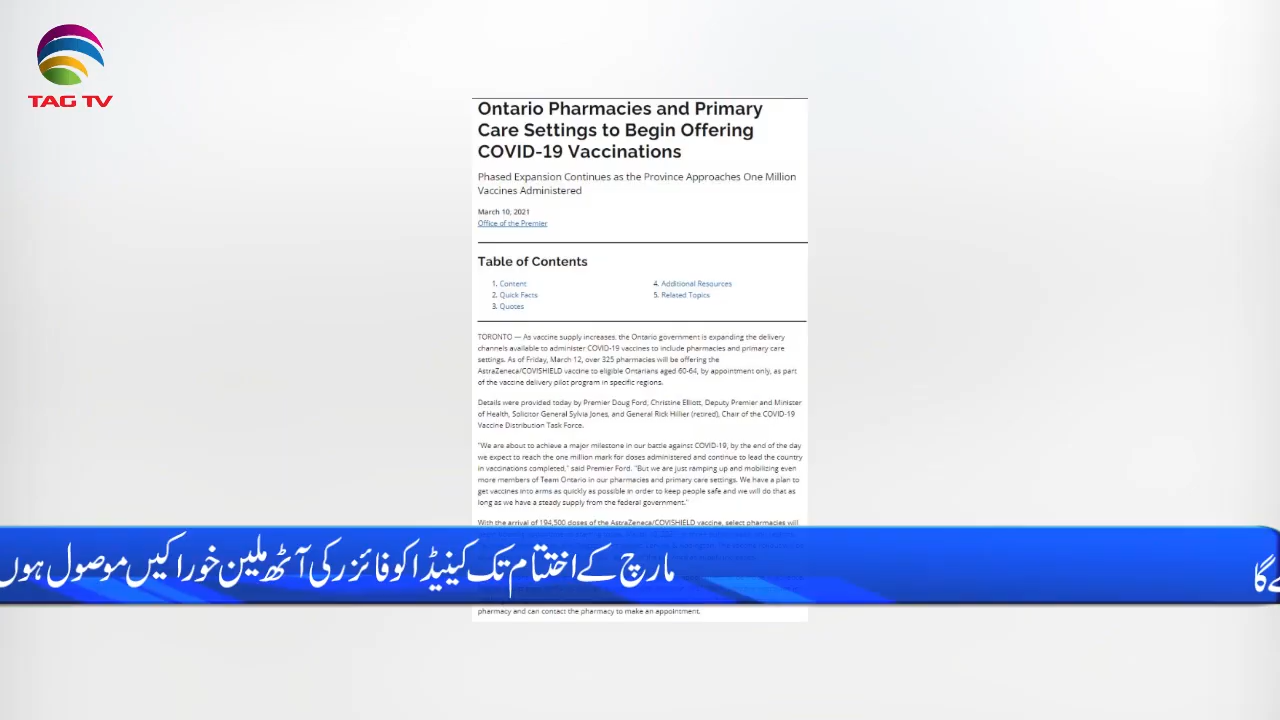 TAG TV
Ontario Pharmacies and Primary
Care Settings to Begin Offering
COVID-19 Vaccinations
Phased Expansion Continues as the Province Approaches One Million
Vaccines Administered
March 10, 2021
Office of the Premier
Table of Contents
1. Content
2. Quick Facts
3. Quotes
4. Additional Resources
5. Related Topics
TORONTO — As vaccine supply increases, the Ontario government is expanding the delivery
channels available to administer COVID-19 vaccines to include pharmacies and primary care
settings. As of Friday, March 12, over 325 pharmacies will be offering the
AstraZeneca/COVISHIELD vaccine to eligible Ontarians aged 60-64, by appointment only, as part
of the vaccine delivery pilot program in specific regions.
Details were provided today by Premier Doug Ford, Christine Elliott, Deputy Premier and Minister
of Health, Solicitor General Sylvia Jones, and General Rick Hillier (retired), Chair of the COVID-19
Vaccine Distribution Task Force.
"We are about to achieve a major milestone in our battle against COVID-19, by the end of the day
we expect to reach the one million mark for doses administered and continue to lead the country
in vaccinations completed," said Premier Ford. "But we are just ramping up and mobilizing even
more members of Team Ontario in our pharmacies and primary care settings. We have a plan to
get vaccines into arms as quickly as possible in order to keep people safe and we will do that as
long as we have a steady supply from the federal government."
With the arrival of 194,500 doses of the AstraZeneca/COVISHIELD vaccine, select pharmacies will
مارچ کے اختتام تک کینیڈا کو فائزر کی آٹھ ملین خوراکیں موصول ہوں
pharmacy and can contact the pharmacy to make an appointment.